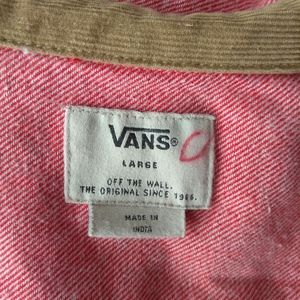 VANS®
LARGE
OFF THE WALL.
THE ORIGINAL SINCE 1966.
MADE IN
INDIA